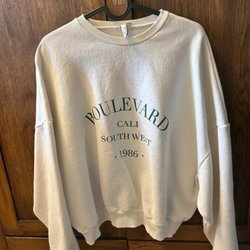 BOULEVARD
CALI
SOUTH WEST
. 1986 .